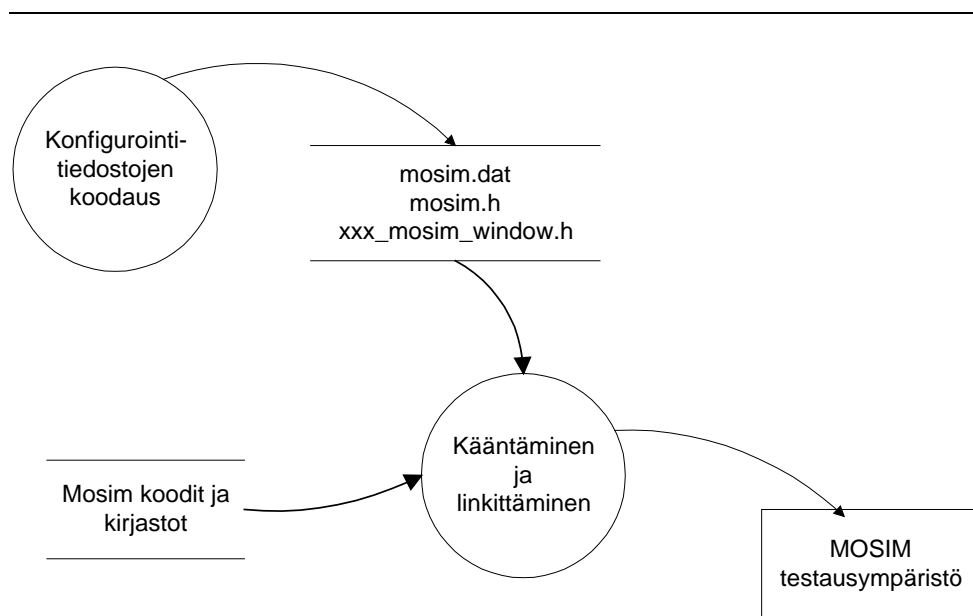 Konfigurointi-
tiedostojen
koodaus
mosim.dat
mosim.h
xxx_mosim_window.h
Kääntäminen
ja
linkittäminen
Mosim koodit ja
kirjastot
MOSIM
testausympäristö